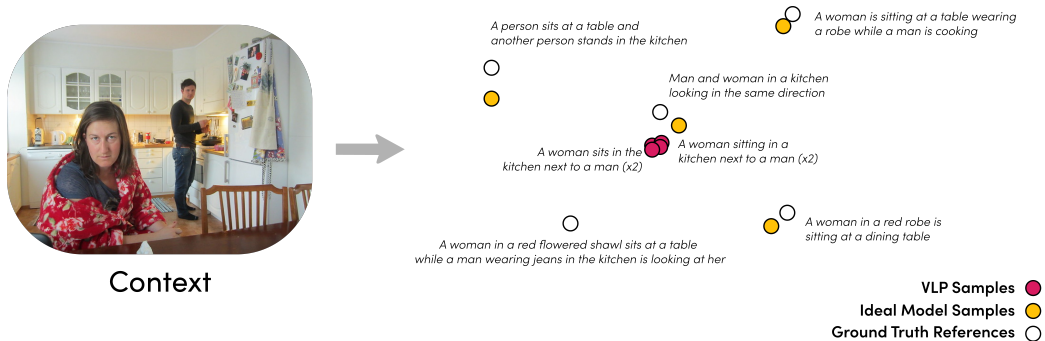 A person sits at a table and
another person stands in the kitchen
A woman is sitting at a table wearing
a robe while a man is cooking
Man and woman in a kitchen
looking in the same direction
A woman sits in the
kitchen next to a man (x2)
A woman sitting in a
kitchen next to a man (x2)
A woman in a red robe is
sitting at a dining table
A woman in a red flowered shawl sits at a table
while a man wearing jeans in the kitchen is looking at her
Context
VLP Samples
Ideal Model Samples
Ground Truth References